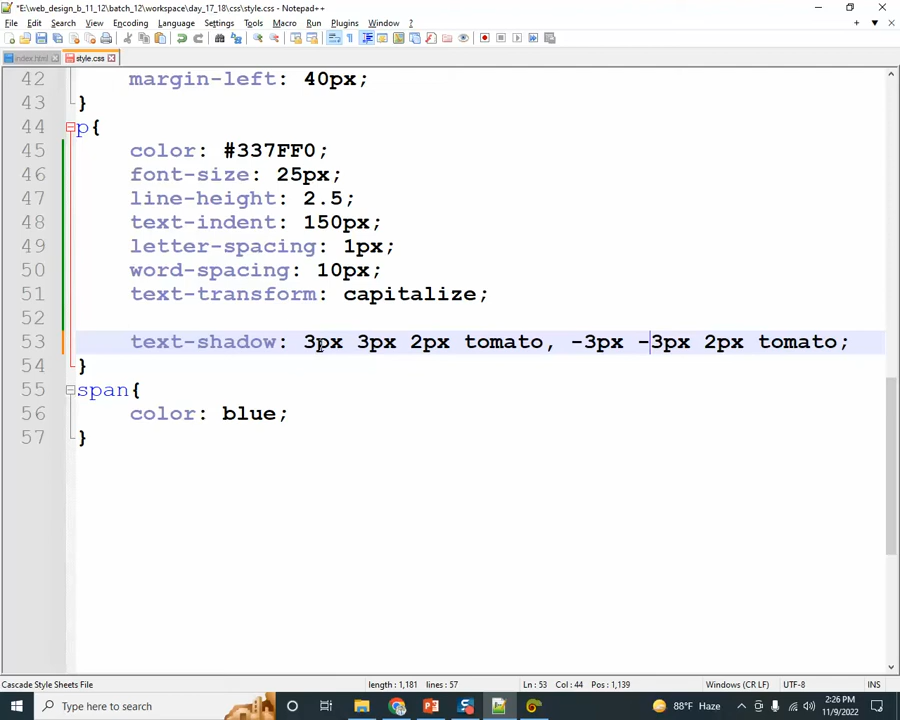 *E:\web_design_b_11_12\batch_12\workspace\day_17_18\css\style.css - Notepad++
File Edit Search View Encoding Language Settings Tools Macro Run Plugins Window ?
index.html style.css
42 margin-left: 40px;
43 }
44 p{
45 color: #337FF0;
46 font-size: 25px;
47 line-height: 2.5;
48 text-indent: 150px;
49 letter-spacing: 1px;
50 word-spacing: 10px;
51 text-transform: capitalize;
52
53 text-shadow: 3px 3px 2px tomato, -3px -3px 2px tomato;
54 }
55 span{
56 color: blue;
57 }
Cascade Style Sheets File length : 1,181 lines : 57 Ln : 53 Col : 44 Pos : 1,139 Windows (CR LF) UTF-8 INS
Type here to search 88°F Haze 2:26 PM
11/9/2022